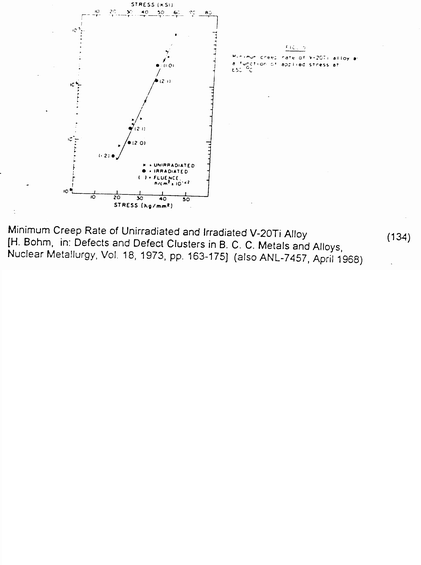 STRESS (KSI)
10 20 30 40 50 60 70 80
FIG. 5
Minimum creep rate of V-20Ti alloy as
a function of applied stress at
(1.0)
(2.1)
(2.1)
(2.0)
(1.2)
x = UNIRRADIATED
● = IRRADIATED
( ) = FLUENCE,
10 20 30 40 50
STRESS (kg/mm²)
Minimum Creep Rate of Unirradiated and Irradiated V-20Ti Alloy (134)
[H. Bohm, in: Defects and Defect Clusters in B. C. C. Metals and Alloys,
Nuclear Metallurgy, Vol. 18, 1973, pp. 163-175] (also ANL-7457, April 1968)